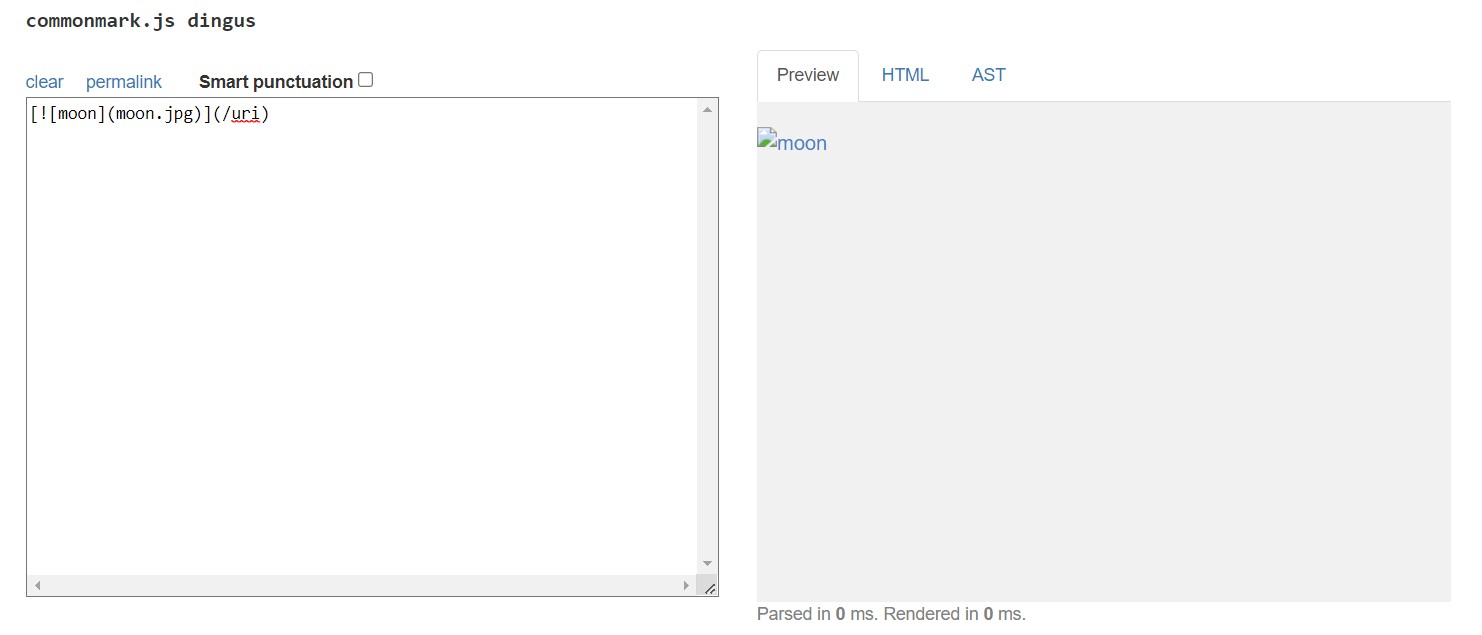 commonmark.js dingus
clear permalink Smart punctuation
[![moon](moon.jpg)](/uri)
Preview HTML AST
moon
Parsed in 0 ms. Rendered in 0 ms.